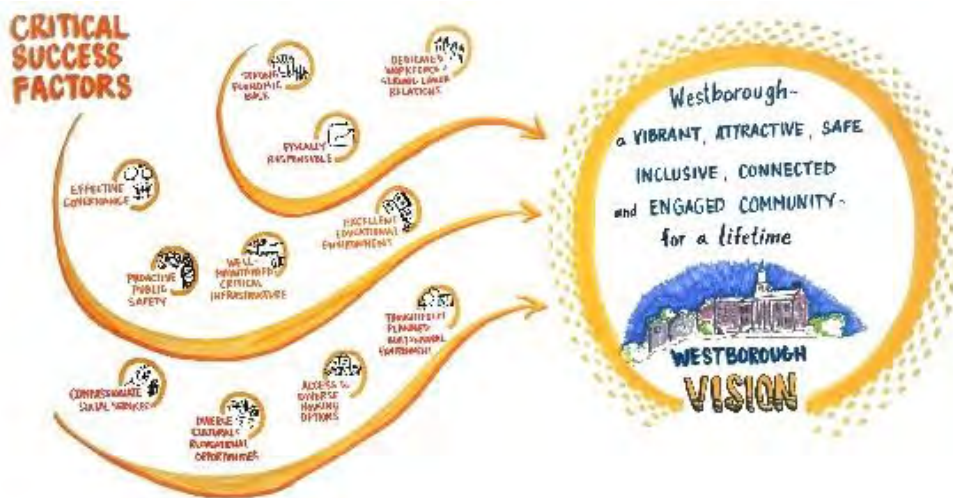 CRITICAL
SUCCESS
FACTORS
STRONG
ECONOMIC
BASE
DEDICATED
WORKFORCE
STRONG LABOR
RELATIONS
FISCALLY
RESPONSIBLE
EFFECTIVE
GOVERNANCE
PROACTIVE
PUBLIC
SAFETY
WELL-
MAINTAINED
CRITICAL
INFRASTRUCTURE
EXCELLENT
EDUCATIONAL
ENVIRONMENT
COMPASSIONATE
SOCIAL SERVICES
DIVERSE
CULTURAL
RECREATIONAL
OPPORTUNITIES
ACCESS to
DIVERSE
HOUSING
OPTIONS
THOUGHTFULLY
PLANNED
ENVIRONMENT
Westborough-
a VIBRANT, ATTRACTIVE, SAFE
INCLUSIVE, CONNECTED
and ENGAGED COMMUNITY-
for a lifetime
WESTBOROUGH
VISION